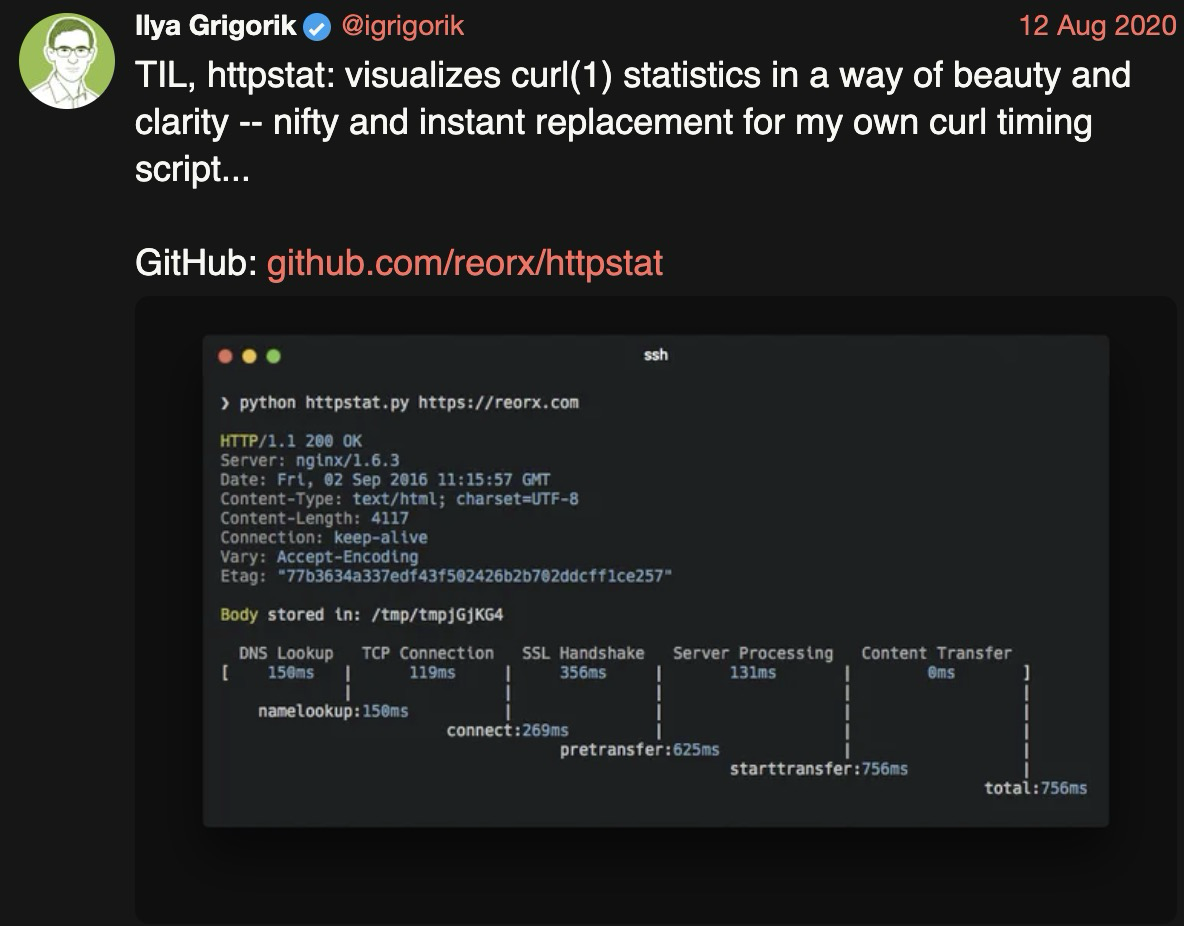 Ilya Grigorik @igrigorik 12 Aug 2020
TIL, httpstat: visualizes curl(1) statistics in a way of beauty and
clarity -- nifty and instant replacement for my own curl timing
script...
GitHub: github.com/reorx/httpstat
ssh
❯ python httpstat.py https://reorx.com
HTTP/1.1 200 OK
Server: nginx/1.6.3
Date: Fri, 02 Sep 2016 11:15:57 GMT
Content-Type: text/html; charset=UTF-8
Content-Length: 4117
Connection: keep-alive
Vary: Accept-Encoding
Etag: "77b3634a337edf43f502426b2b702ddcff1ce257"
Body stored in: /tmp/tmpjGjKG4
DNS Lookup TCP Connection SSL Handshake Server Processing Content Transfer
[ 150ms | 119ms | 356ms | 131ms | 0ms ]
namelookup:150ms
connect:269ms
pretransfer:625ms
starttransfer:756ms
total:756ms